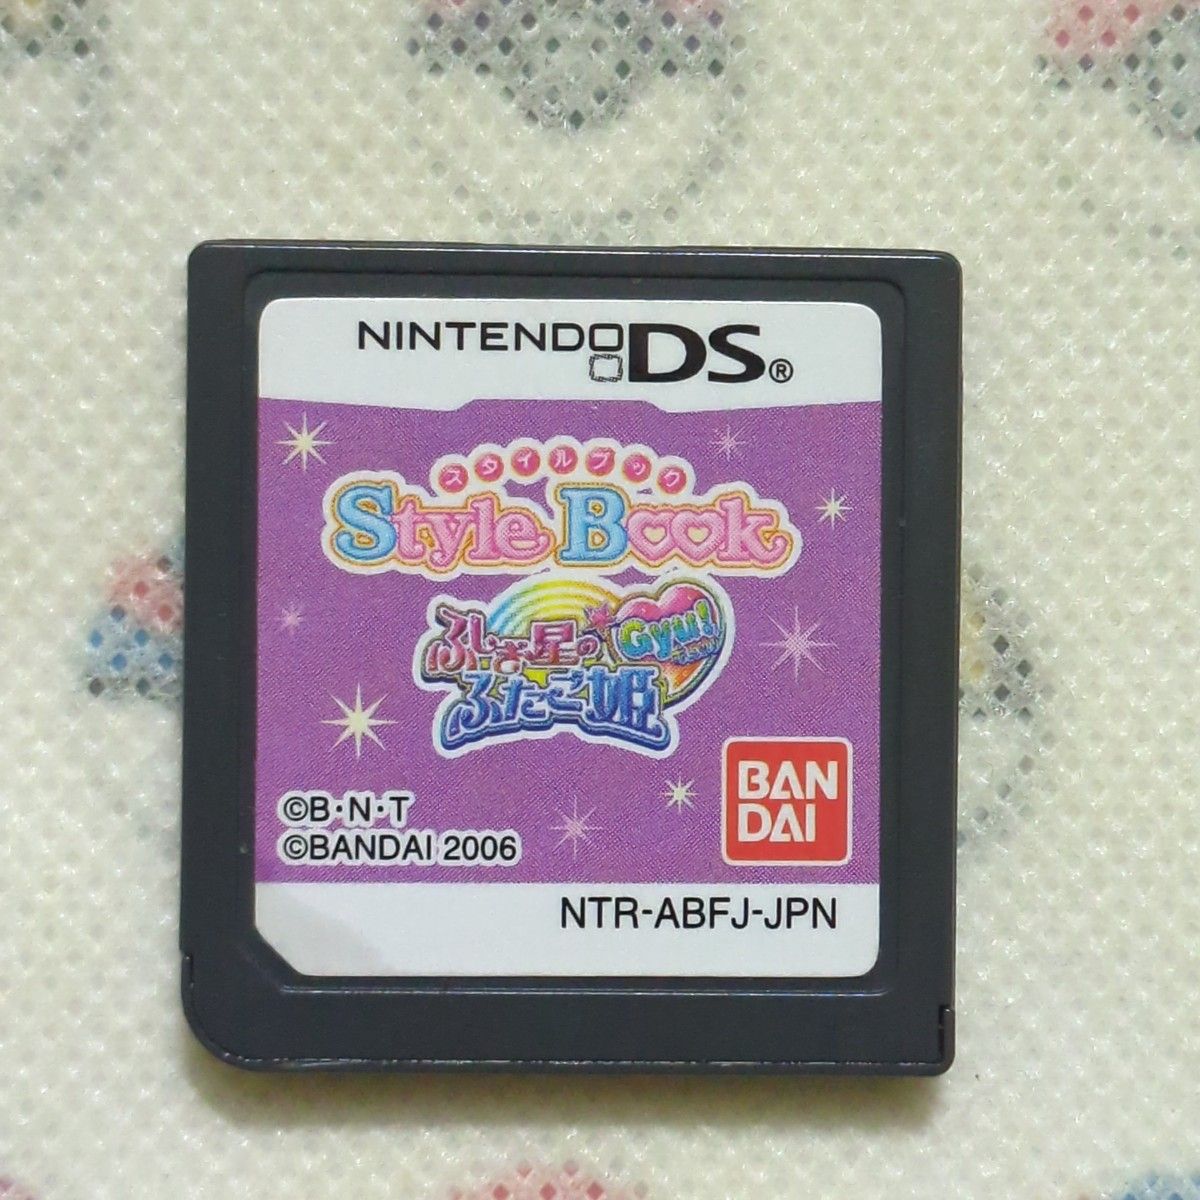 NINTENDO DS®
スタイルブック
Style Book
ふしぎ星の
ふたご姫
Gyu!
©B・N・T
©BANDAI 2006
BAN
DAI
NTR-ABFJ-JPN